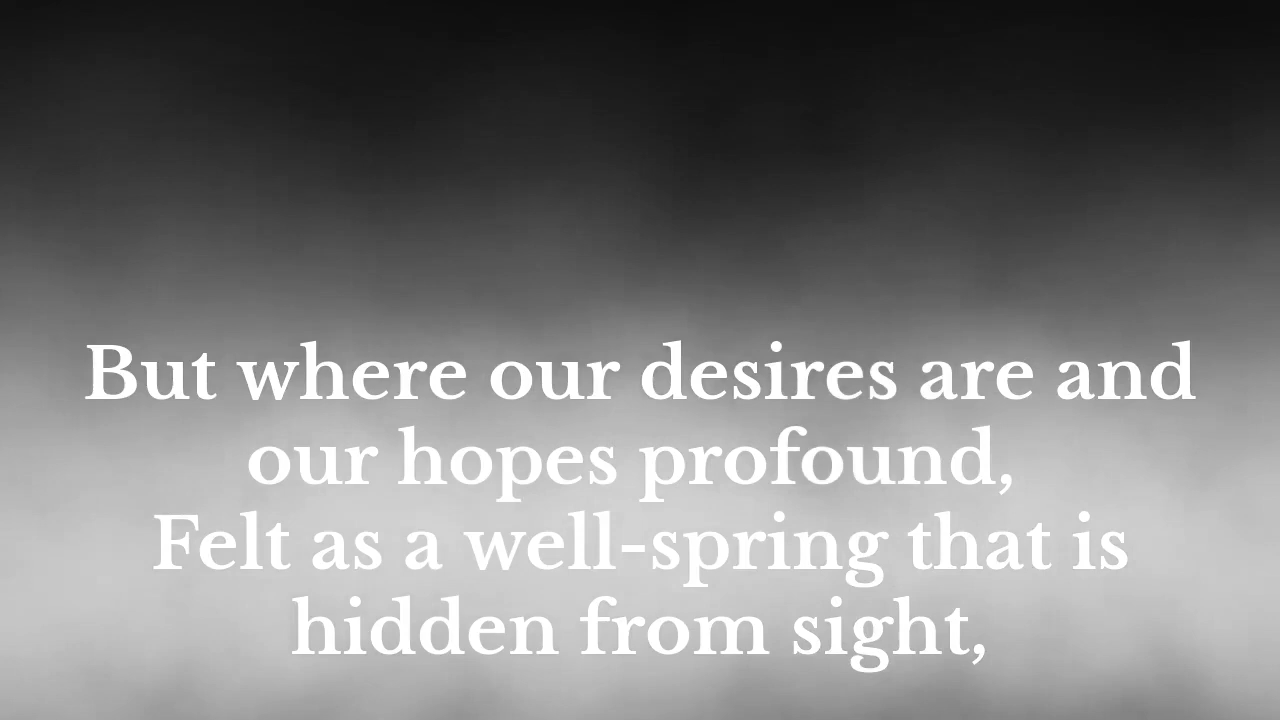 But where our desires are and
our hopes profound,
Felt as a well-spring that is
hidden from sight,